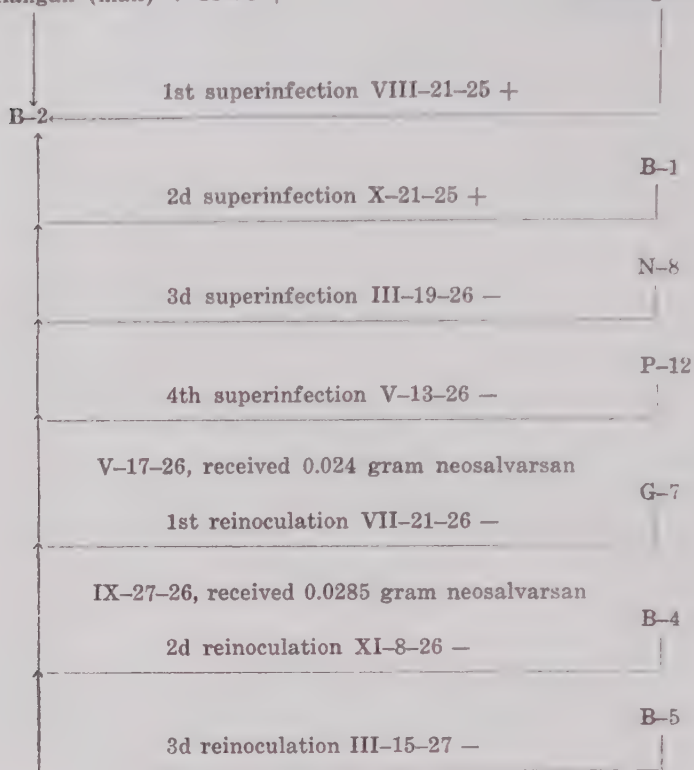 (man)
1st superinfection VIII–21–25 +
B–2
B–1
2d superinfection X–21–25 +
N–8
3d superinfection III–19–26 —
P–12
4th superinfection V–13–26 —
V–17–26, received 0.024 gram neosalvarsan
G–7
1st reinoculation VII–21–26 —
IX–27–26, received 0.0285 gram neosalvarsan
B–4
2d reinoculation XI–8–26 —
B–5
3d reinoculation III–15–27 —